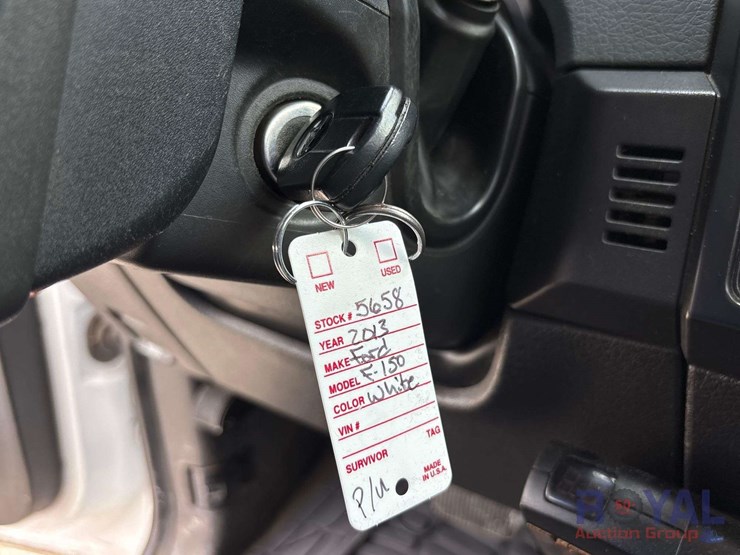 NEW USED
STOCK # 5658
YEAR 2013
MAKE Ford
MODEL F-150
COLOR White
VIN #
SURVIVOR TAG
P/U
MADE
IN U.S.A.
ROYAL
Auction Group